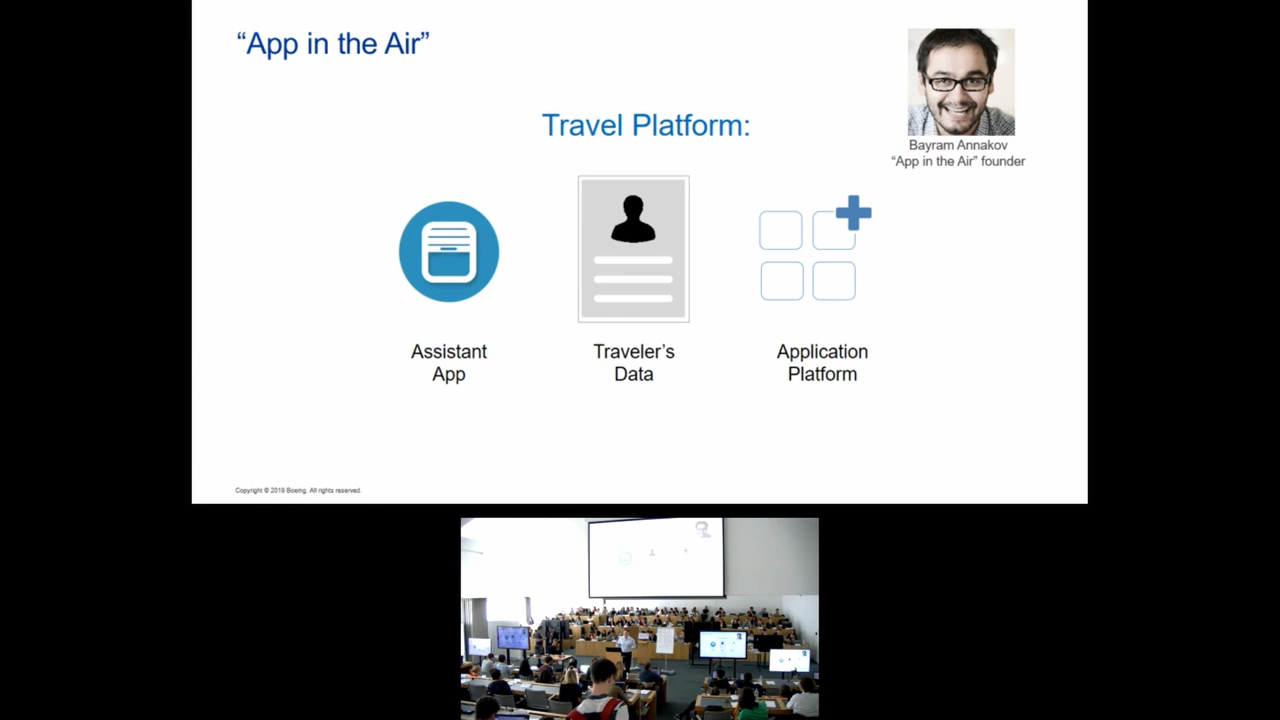 “App in the Air”
Bayram Annakov
“App in the Air” founder
Travel Platform:
Assistant
App
Traveler’s
Data
Application
Platform
Copyright © 2019 Boeing. All rights reserved.